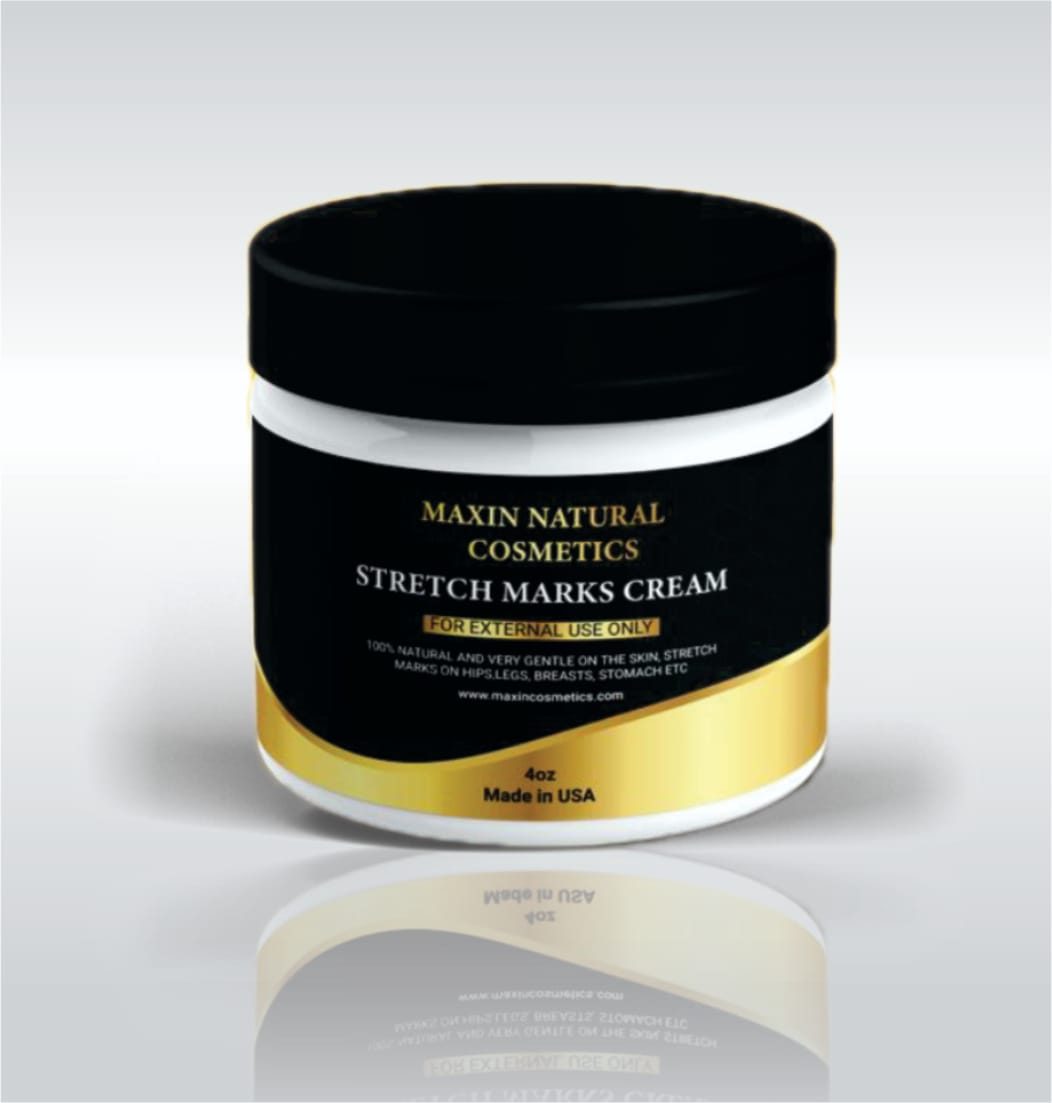 MAXIN NATURAL
COSMETICS
STRETCH MARKS CREAM
FOR EXTERNAL USE ONLY
100% NATURAL AND VERY GENTLE ON THE SKIN, STRETCH
MARKS ON HIPS.LEGS, BREASTS, STOMACH ETC
www.maxincosmetics.com
4oz
Made in USA